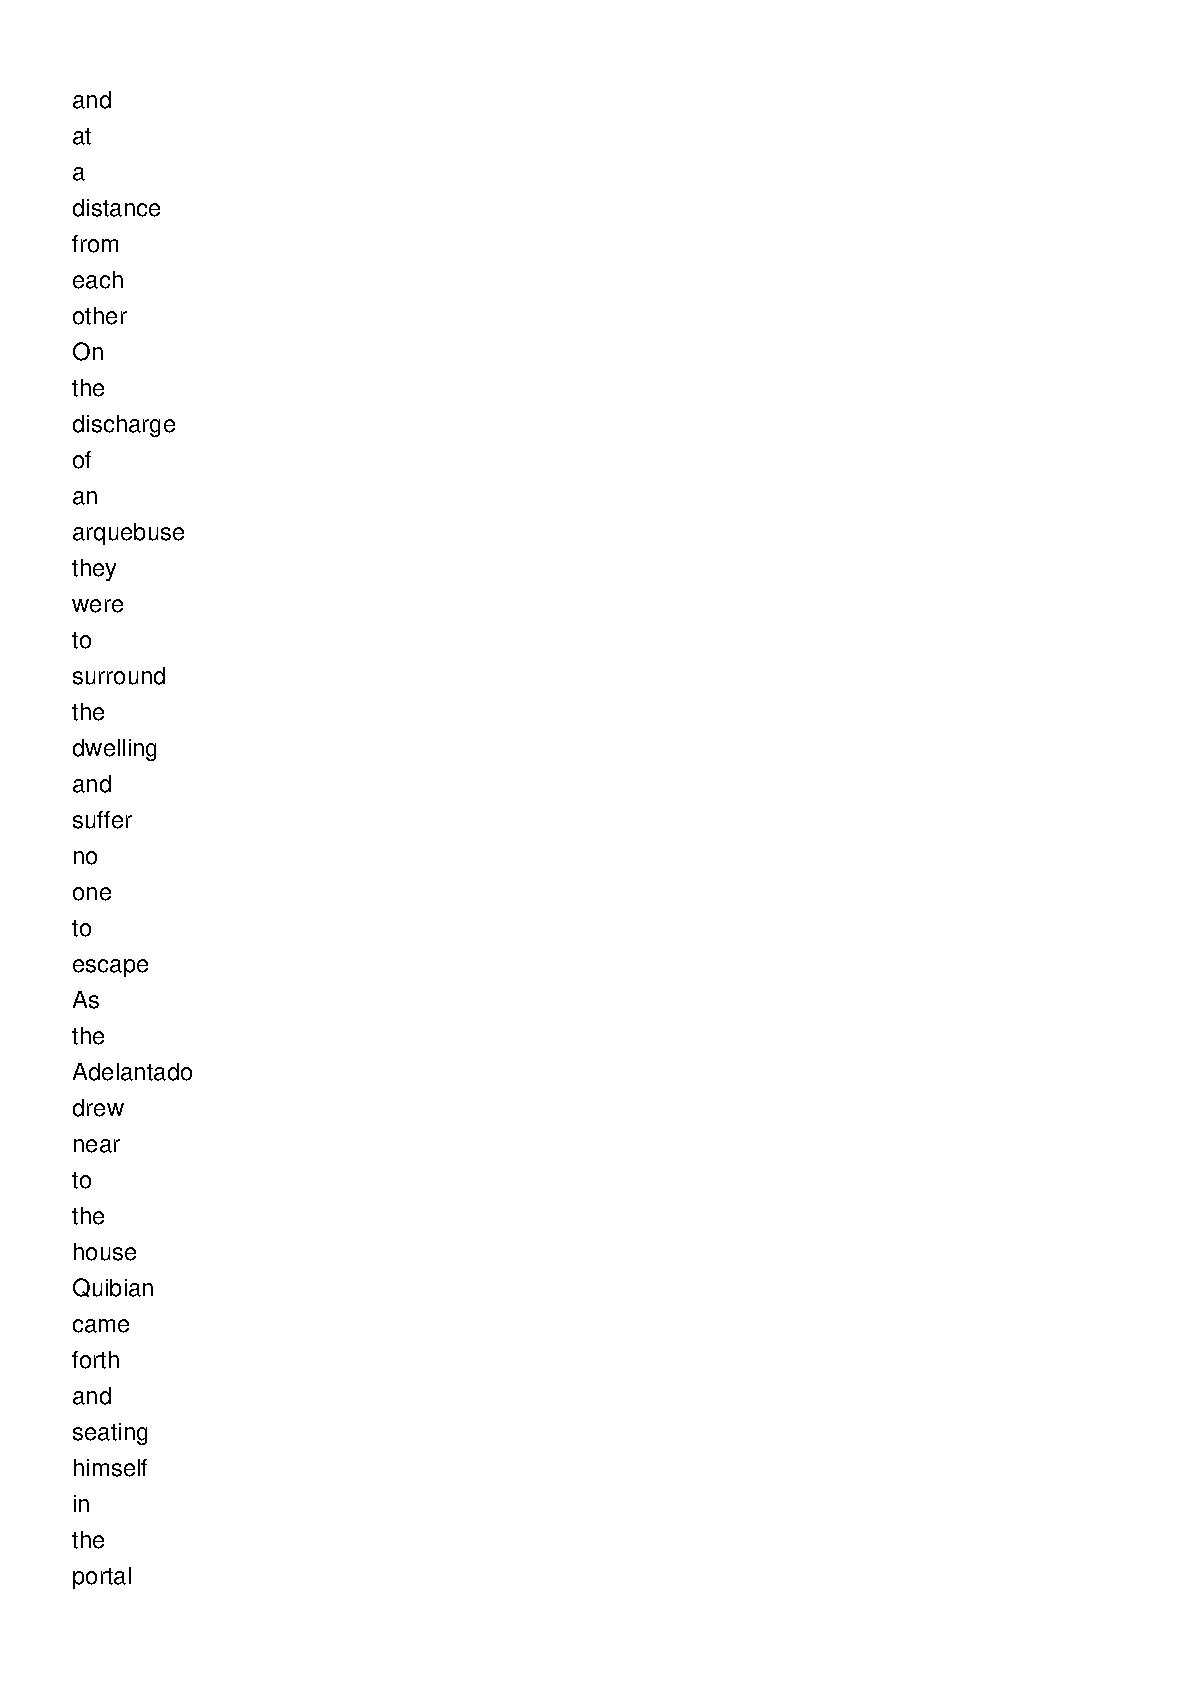 and
at
a
distance
from
each
other
On
the
discharge
of
an
arquebuse
they
were
to
surround
the
dwelling
and
suffer
no
one
to
escape
As
the
Adelantado
drew
near
to
the
house
Quibian
came
forth
and
seating
himself
in
the
portal